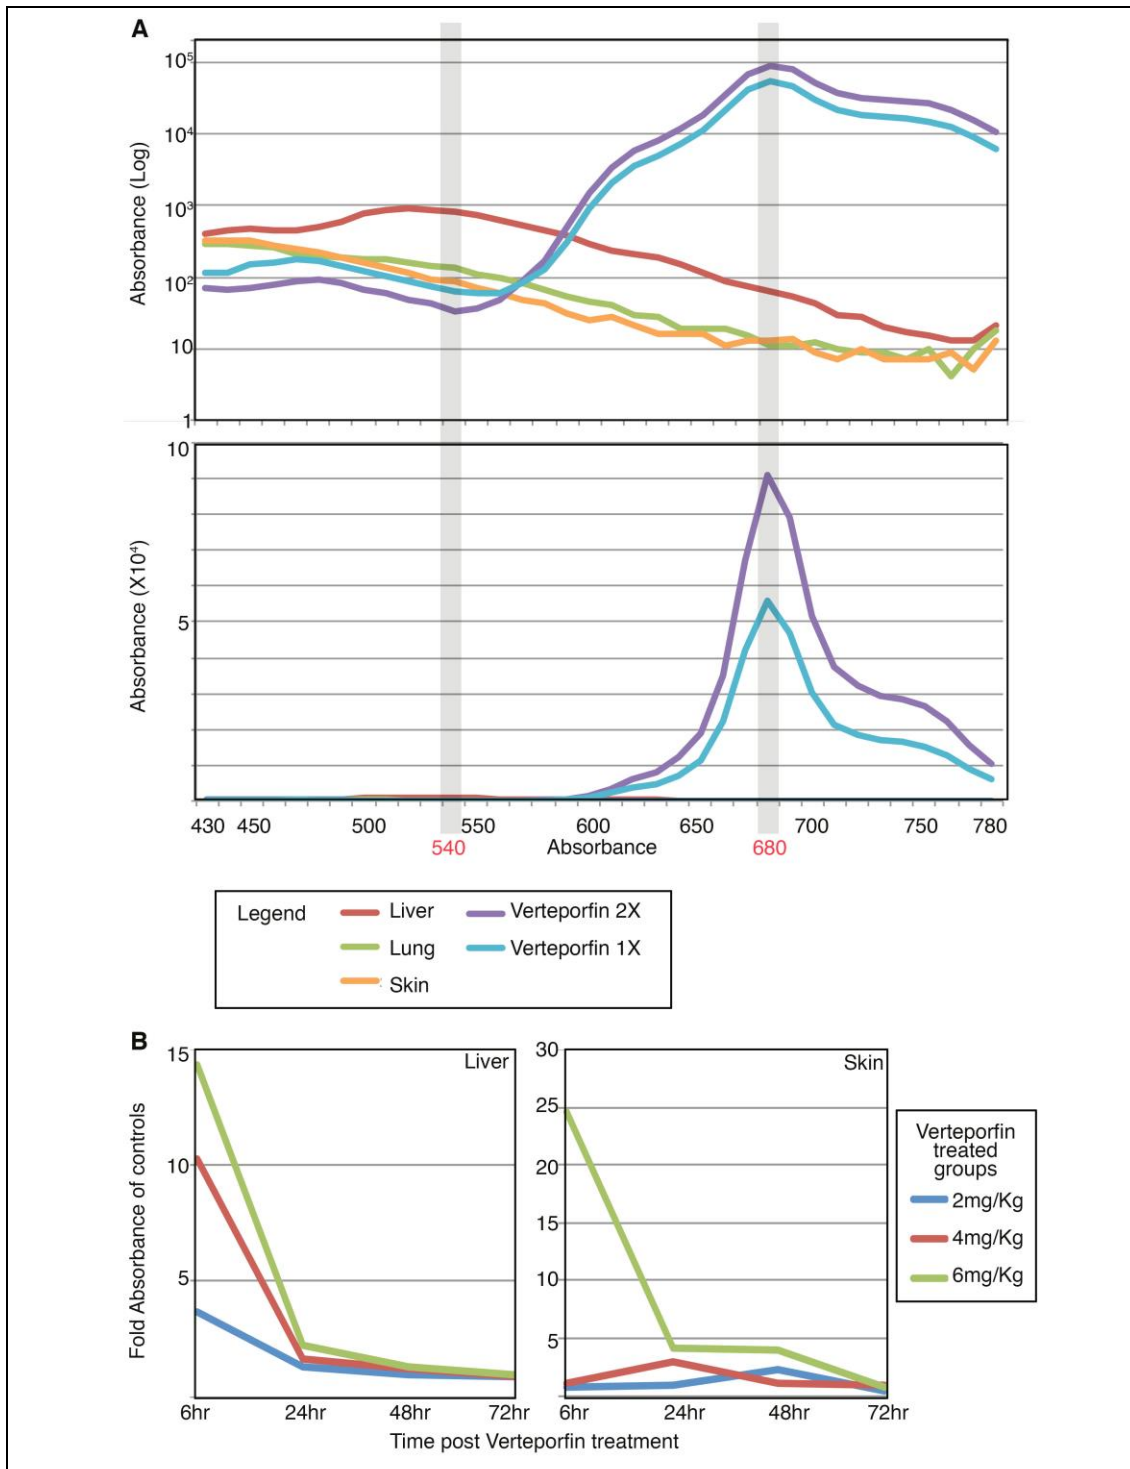 A
Absorbance (Log)
10⁵
10⁴
10³
10²
10
1
Absorbance (X10⁴)
10
5
430 450 500 550 600 650 700 750 780
540 Absorbance 680
Legend Liver Verteporfin 2X
Lung Verteporfin 1X
Skin
B
Fold Absorbance of controls
15 Liver
10
5
6hr 24hr 48hr 72hr
30 Skin
25
20
15
10
5
6hr 24hr 48hr 72hr
Time post Verteporfin treatment
Verteporfin
treated
groups
2mg/Kg
4mg/Kg
6mg/Kg